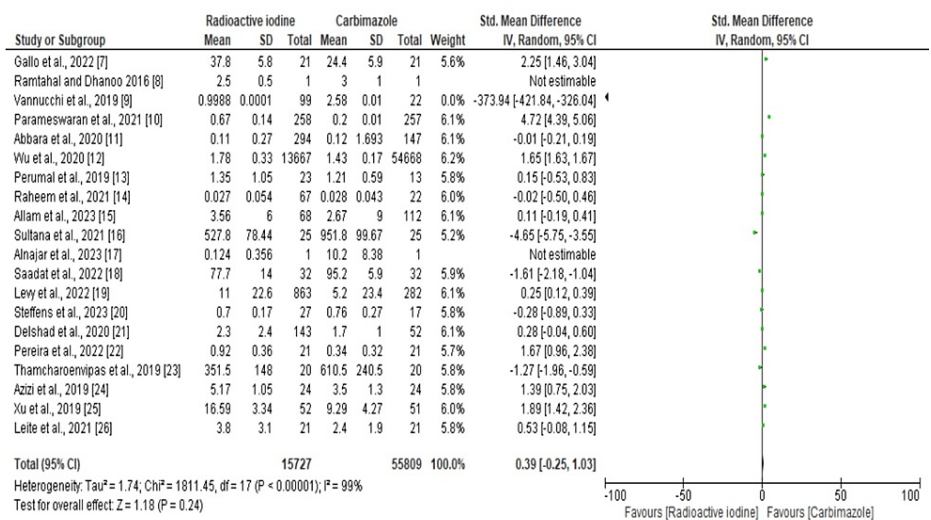 Radioactive iodine Carbimazole Std. Mean Difference Std. Mean Difference
Study or Subgroup Mean SD Total Mean SD Total Weight IV, Random, 95% CI IV, Random, 95% CI
Gallo et al., 2022 [7] 37.8 5.8 21 24.4 5.9 21 5.6% 2.25 [1.46, 3.04]
Ramtahal and Dhanoo 2016 [8] 2.5 0.5 1 3 1 1 Not estimable
Vannucchi et al., 2019 [9] 0.9988 0.0001 99 2.58 0.01 22 0.0% -373.94 [-421.84, -326.04]
Parameswaran et al., 2021 [10] 0.67 0.14 258 0.2 0.01 257 6.1% 4.72 [4.39, 5.06]
Abbara et al., 2020 [11] 0.11 0.27 294 0.12 1.693 147 6.1% -0.01 [-0.21, 0.19]
Wu et al., 2020 [12] 1.78 0.33 13667 1.43 0.17 54668 6.2% 1.65 [1.63, 1.67]
Perumal et al., 2019 [13] 1.35 1.05 23 1.21 0.59 13 5.8% 0.15 [-0.53, 0.83]
Raheem et al., 2021 [14] 0.027 0.054 67 0.028 0.043 22 6.0% -0.02 [-0.50, 0.46]
Allam et al., 2023 [15] 3.56 6 68 2.67 9 112 6.1% 0.11 [-0.19, 0.41]
Sultana et al., 2021 [16] 527.8 78.44 25 951.8 99.67 25 5.2% -4.65 [-5.75, -3.55]
Alnajar et al., 2023 [17] 0.124 0.356 1 10.2 8.38 1 Not estimable
Saadat et al., 2022 [18] 77.7 14 32 95.2 5.9 32 5.9% -1.61 [-2.18, -1.04]
Levy et al., 2022 [19] 11 22.6 863 5.2 23.4 282 6.1% 0.25 [0.12, 0.39]
Steffens et al., 2023 [20] 0.7 0.17 27 0.76 0.27 17 5.9% -0.28 [-0.89, 0.33]
Delshad et al., 2020 [21] 2.3 2.4 143 1.7 1 52 6.1% 0.28 [-0.04, 0.60]
Pereira et al., 2022 [22] 0.92 0.36 21 0.34 0.32 21 5.7% 1.67 [0.96, 2.38]
Thamcharoenvipas et al., 2019 [23] 351.5 148 20 610.5 240.5 20 5.8% -1.27 [-1.96, -0.59]
Azizi et al., 2019 [24] 5.17 1.05 24 3.5 1.3 24 5.8% 1.39 [0.75, 2.03]
Xu et al., 2019 [25] 16.59 3.34 52 9.29 4.27 51 6.0% 1.89 [1.42, 2.36]
Leite et al., 2021 [26] 3.8 3.1 21 2.4 1.9 21 5.8% 0.53 [-0.08, 1.15]
Total (95% CI) 15727 55809 100.0% 0.39 [-0.25, 1.03]
Heterogeneity: Tau² = 1.74; Chi² = 1811.45, df = 17 (P < 0.00001); I² = 99%
Test for overall effect: Z = 1.18 (P = 0.24)
-100 -50 0 50 100
Favours [Radioactive iodine] Favours [Carbimazole]